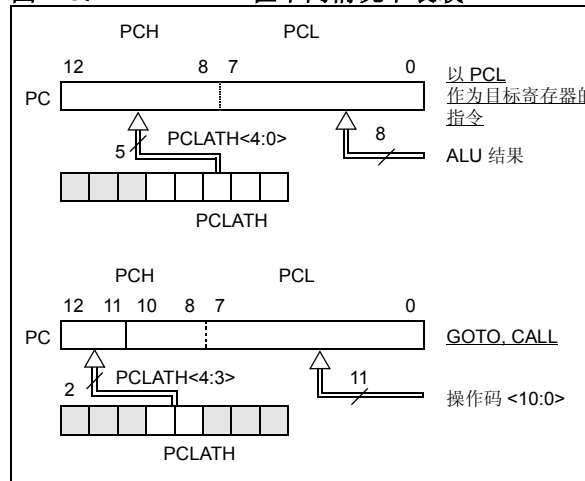 PCH PCL
12 8 7 0
PC
以 PCL
作为目标寄存器的
指令
5 PCLATH<4:0> 8
ALU 结果
PCLATH
PCH PCL
12 11 10 8 7 0
PC
GOTO, CALL
2 PCLATH<4:3> 11
操作码 <10:0>
PCLATH